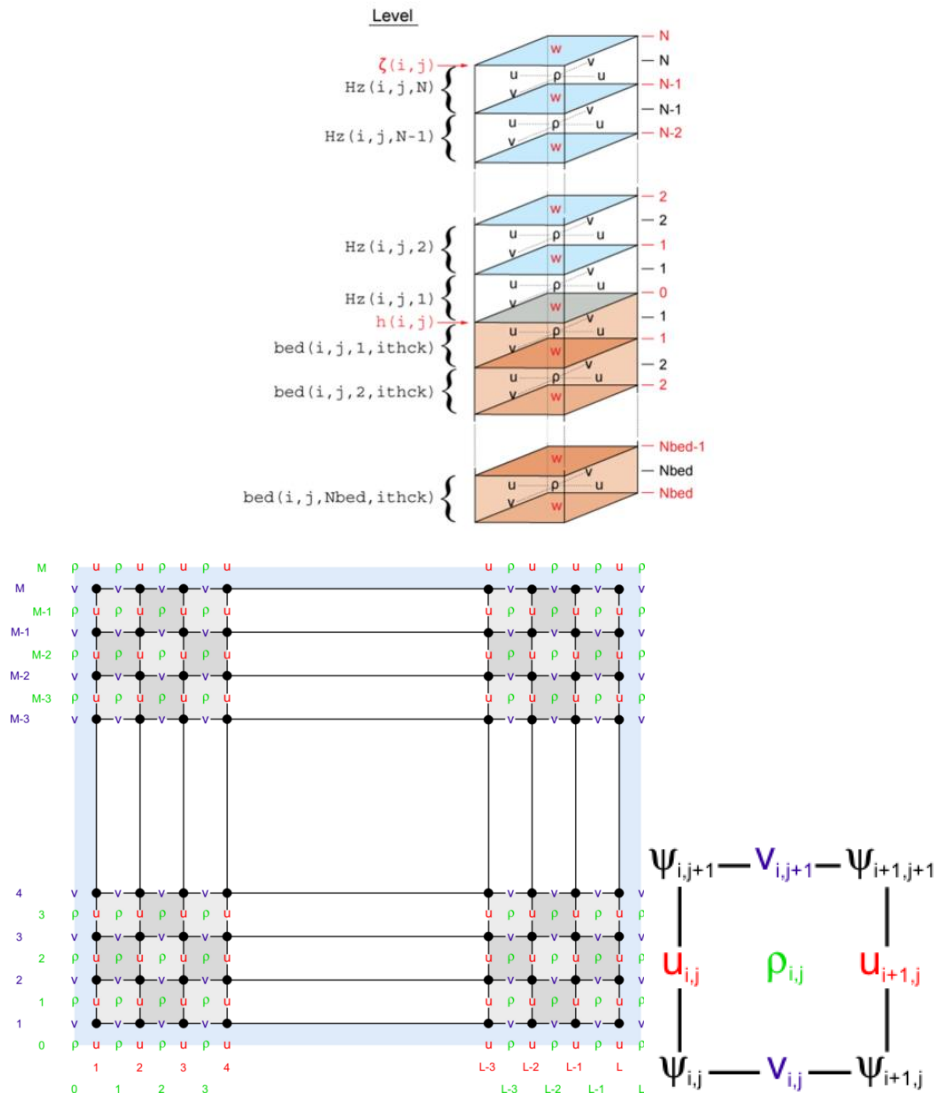 Level
N
w
ζ(i,j) v N
u ρ u
Hz(i,j,N) N-1
v w
v N-1
u ρ u
Hz(i,j,N-1) N-2
v w
2
w
v 2
u ρ u
Hz(i,j,2) 1
v w
v 1
u ρ u
Hz(i,j,1) 0
v w
h(i,j) v 1
u ρ u
bed(i,j,1,ithck) 1
v w
v 2
u ρ u
bed(i,j,2,ithck) 2
v w
Nbed-1
w
v Nbed
u ρ u
bed(i,j,Nbed,ithck) Nbed
v w
M ρ u ρ u ρ u ρ u u ρ u ρ u ρ u ρ
M v v v v v v v v
M-1 ρ u ρ u ρ u ρ u u ρ u ρ u ρ u ρ
M-1 v v v v v v v v
M-2 ρ u ρ u ρ u ρ u u ρ u ρ u ρ u ρ
M-2 v v v v v v v v
M-3 ρ u ρ u ρ u ρ u u ρ u ρ u ρ u ρ
M-3 v v v v v v v v
4 v v v v v v v v
3 ρ u ρ u ρ u ρ u u ρ u ρ u ρ u ρ
3 v v v v v v v v
2 ρ u ρ u ρ u ρ u u ρ u ρ u ρ u ρ
2 v v v v v v v v
1 ρ u ρ u ρ u ρ u u ρ u ρ u ρ u ρ
1 v v v v v v v v
0 ρ u ρ u ρ u ρ u u ρ u ρ u ρ u ρ
1 2 3 4 L-3 L-2 L-1 L
0 1 2 3 L-3 L-2 L-1 L
ψi,j+1 vi,j+1 ψi+1,j+1
ui,j ρi,j ui+1,j
ψi,j vi,j ψi+1,j